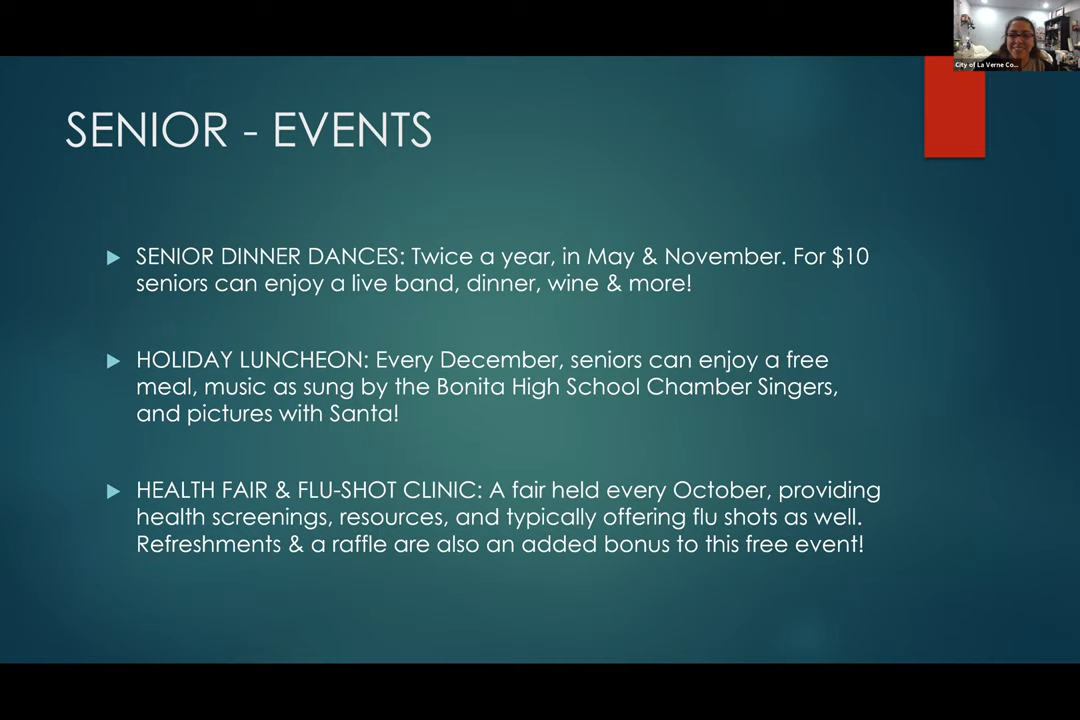 City of La Verne Co...
SENIOR - EVENTS
SENIOR DINNER DANCES: Twice a year, in May & November. For $10
seniors can enjoy a live band, dinner, wine & more!
HOLIDAY LUNCHEON: Every December, seniors can enjoy a free
meal, music as sung by the Bonita High School Chamber Singers,
and pictures with Santa!
HEALTH FAIR & FLU-SHOT CLINIC: A fair held every October, providing
health screenings, resources, and typically offering flu shots as well.
Refreshments & a raffle are also an added bonus to this free event!